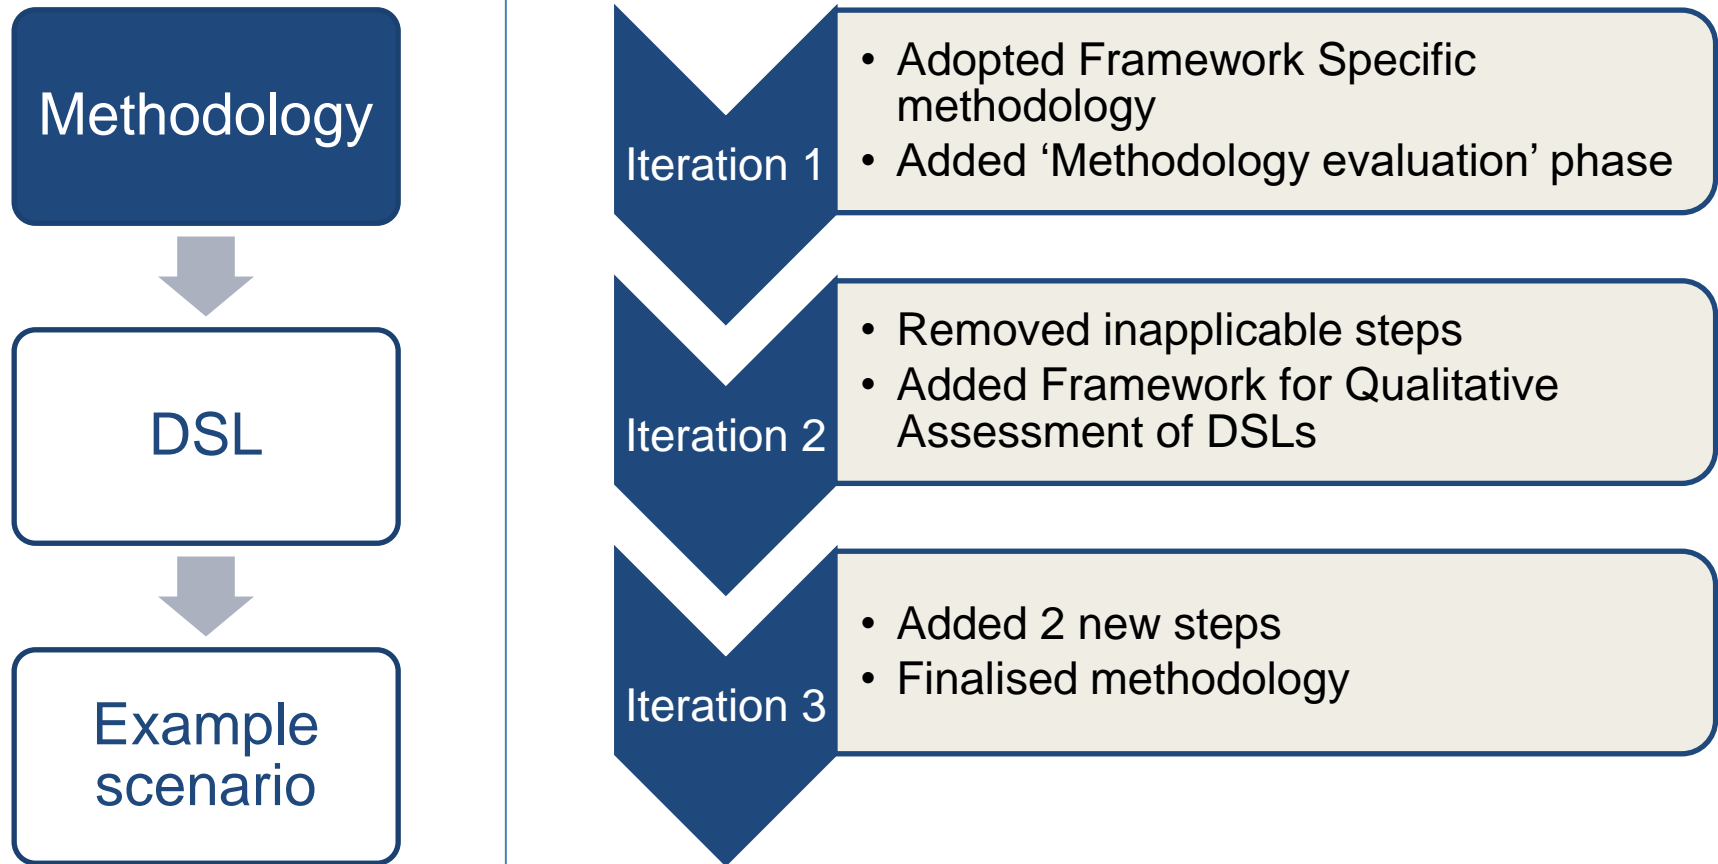 Methodology
DSL
Example
scenario
Iteration 1
• Adopted Framework Specific
methodology
• Added ‘Methodology evaluation’ phase
Iteration 2
• Removed inapplicable steps
• Added Framework for Qualitative
Assessment of DSLs
Iteration 3
• Added 2 new steps
• Finalised methodology